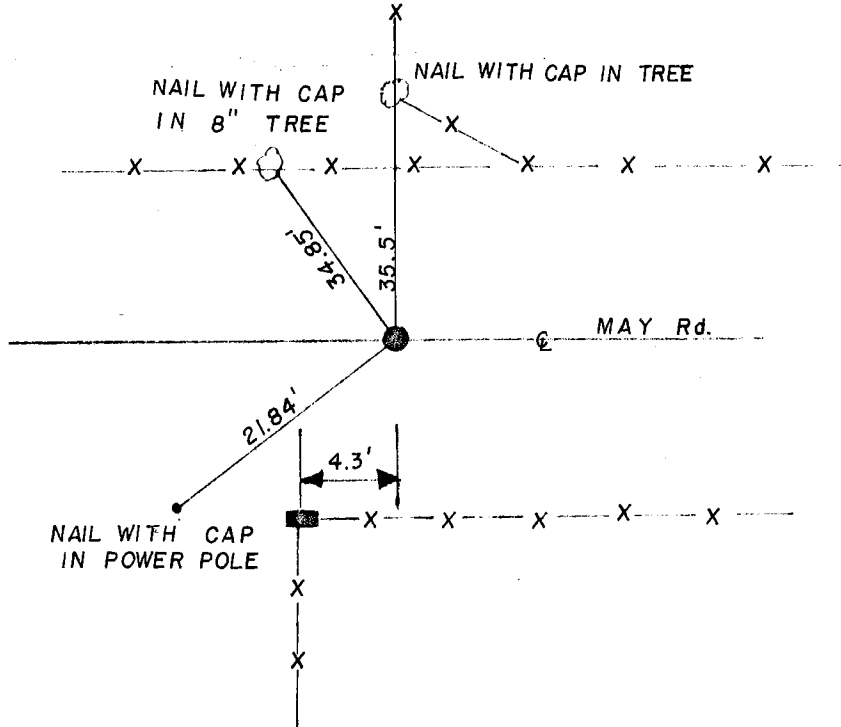 NAIL WITH CAP IN TREE
NAIL WITH CAP
IN 8" TREE
34.85'
35.5'
℄ MAY Rd.
21.84'
4.3'
NAIL WITH CAP
IN POWER POLE